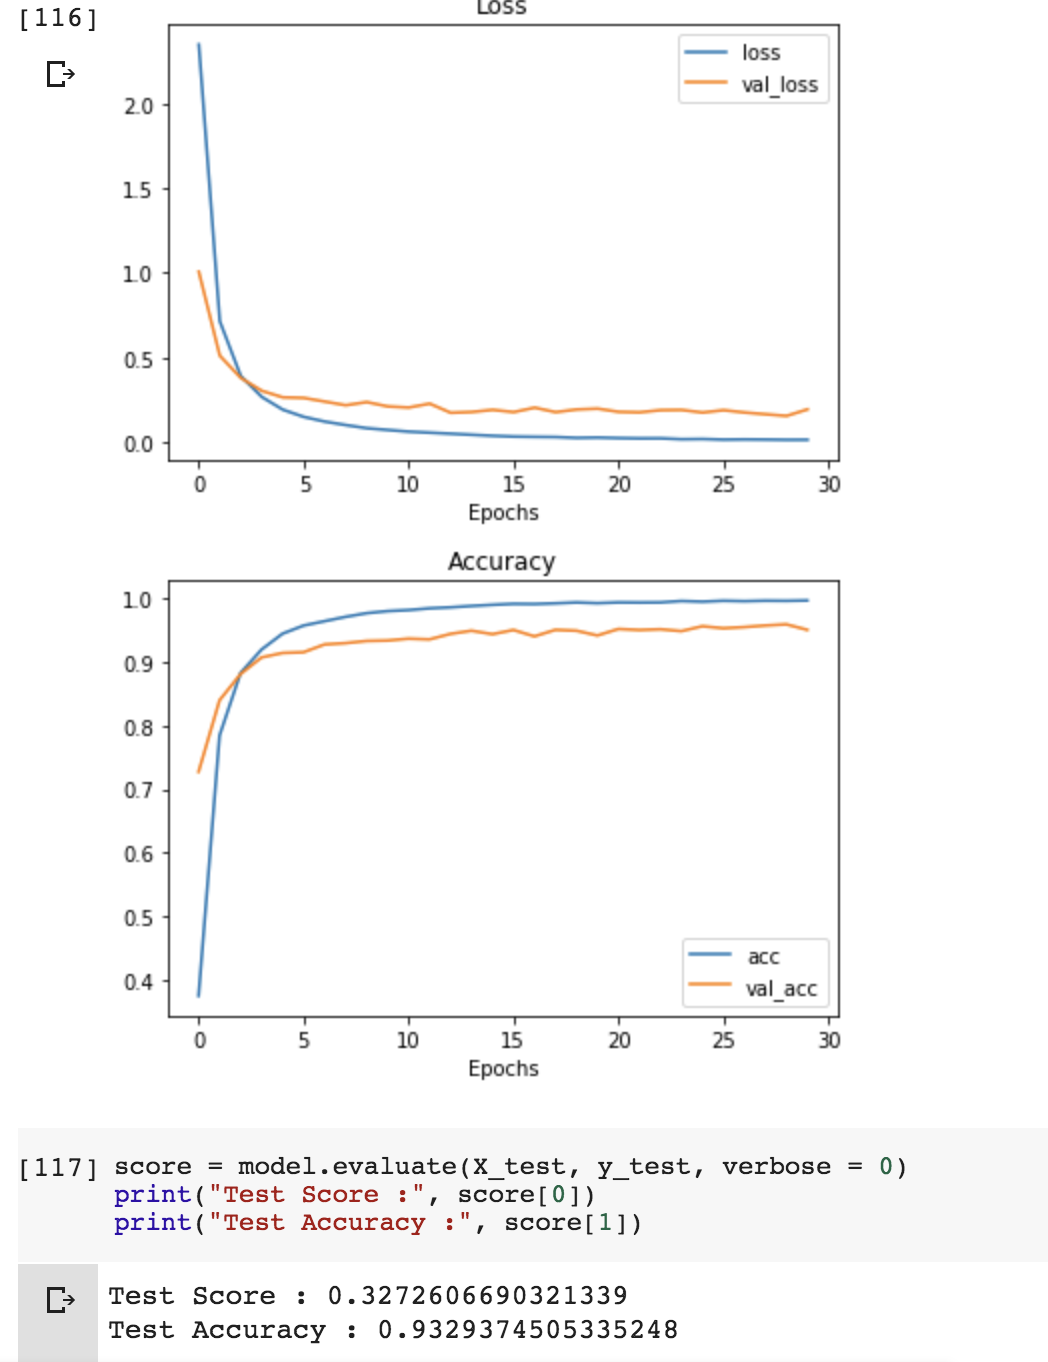 [116]
Loss
loss
val_loss
2.0
1.5
1.0
0.5
0.0
0 5 10 15 20 25 30
Epochs
Accuracy
1.0
0.9
0.8
0.7
0.6
0.5
0.4
acc
val_acc
0 5 10 15 20 25 30
Epochs
[117] score = model.evaluate(X_test, y_test, verbose = 0)
print("Test Score :", score[0])
print("Test Accuracy :", score[1])
Test Score : 0.3272606690321339
Test Accuracy : 0.9329374505335248